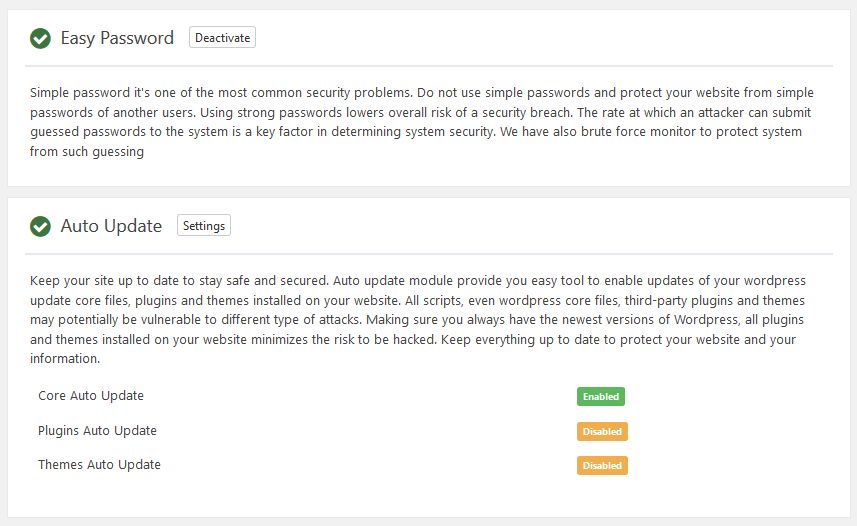 Easy Password Deactivate
Simple password it's one of the most common security problems. Do not use simple passwords and protect your website from simple
passwords of another users. Using strong passwords lowers overall risk of a security breach. The rate at which an attacker can submit
guessed passwords to the system is a key factor in determining system security. We have also brute force monitor to protect system
from such guessing
Auto Update Settings
Keep your site up to date to stay safe and secured. Auto update module provide you easy tool to enable updates of your wordpress
update core files, plugins and themes installed on your website. All scripts, even wordpress core files, third-party plugins and themes
may potentially be vulnerable to different type of attacks. Making sure you always have the newest versions of Wordpress, all plugins
and themes installed on your website minimizes the risk to be hacked. Keep everything up to date to protect your website and your
information.
Core Auto Update Enabled
Plugins Auto Update Disabled
Themes Auto Update Disabled